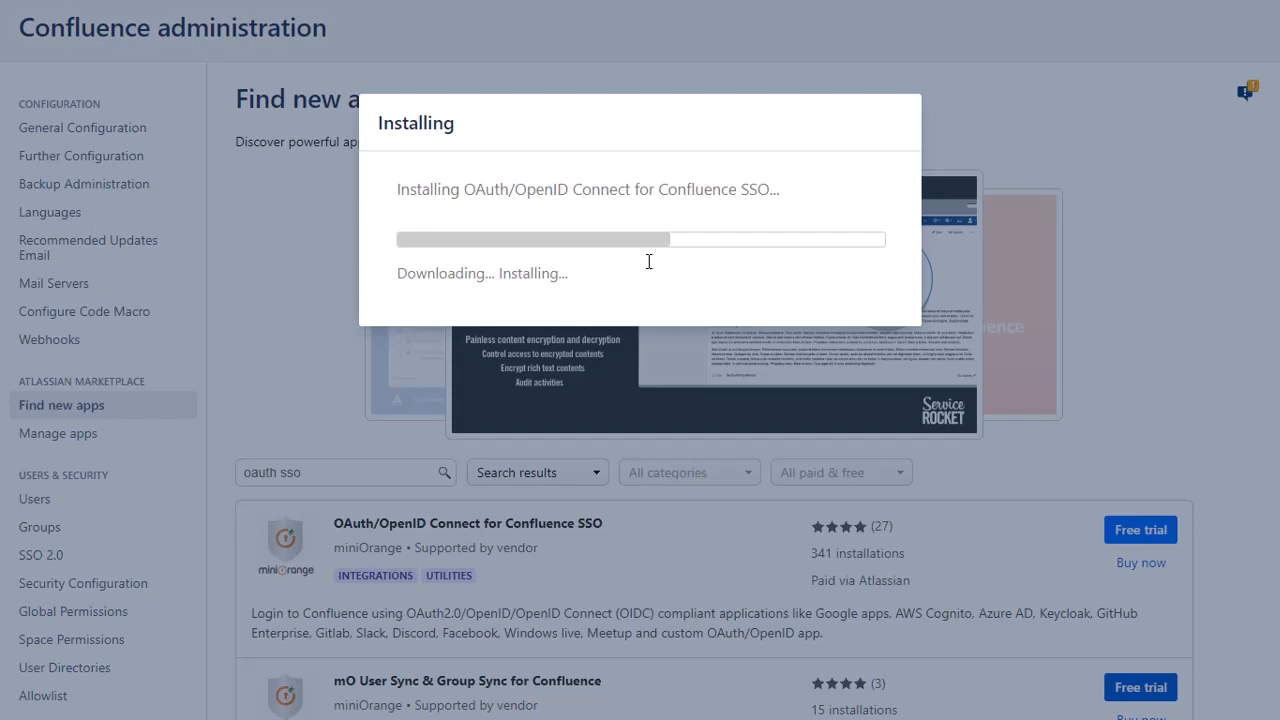 Confluence administration
CONFIGURATION
General Configuration
Further Configuration
Backup Administration
Languages
Recommended Updates
Email
Mail Servers
Configure Code Macro
Webhooks
ATLASSIAN MARKETPLACE
Find new apps
Manage apps
USERS & SECURITY
Users
Groups
SSO 2.0
Security Configuration
Global Permissions
Space Permissions
User Directories
Allowlist
Find new a
Discover powerful ap
Installing
Installing OAuth/OpenID Connect for Confluence SSO...
Downloading... Installing...
Painless content encryption and decryption
Control access to encrypted contents
Encrypt rich text contents
Audit activities
Service
ROCKET
oauth sso
Search results
All categories
All paid & free
OAuth/OpenID Connect for Confluence SSO
miniOrange • Supported by vendor
INTEGRATIONS UTILITIES
miniOrange
(27)
341 installations
Paid via Atlassian
Free trial
Buy now
Login to Confluence using OAuth2.0/OpenID/OpenID Connect (OIDC) compliant applications like Google apps. AWS Cognito, Azure AD, Keycloak, GitHub
Enterprise, Gitlab, Slack, Discord, Facebook, Windows live, Meetup and custom OAuth/OpenID app.
mO User Sync & Group Sync for Confluence
miniOrange • Supported by vendor
(3)
15 installations
Free trial
Buy now